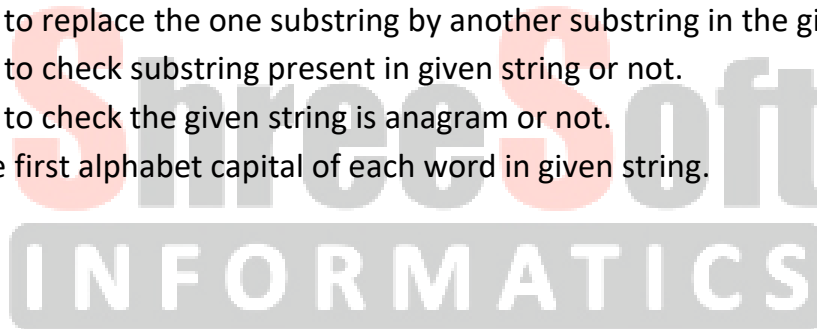 to replace the one substring by another substring in the gi
to check substring present in given string or not.
to check the given string is anagram or not.
e first alphabet capital of each word in given string.
ShreeSoft
INFORMATICS